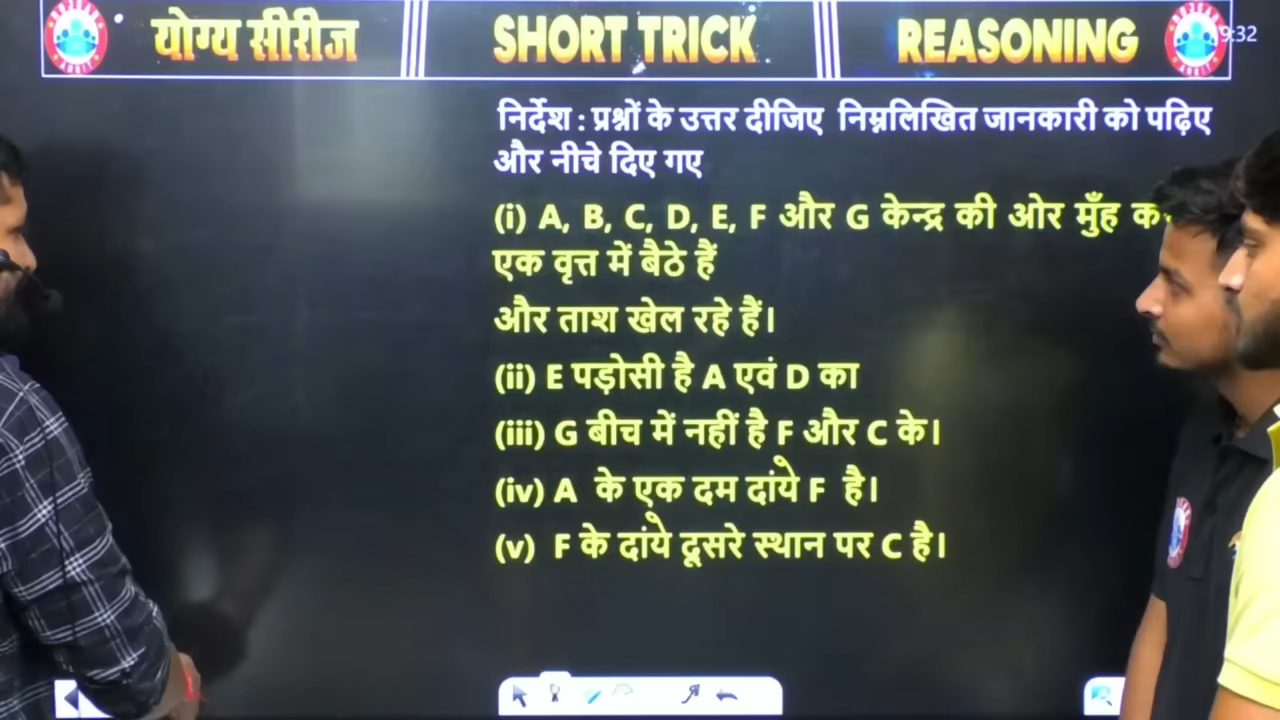 योग्य सीरीज
SHORT TRICK
REASONING
9:32
निर्देश : प्रश्नों के उत्तर दीजिए निम्नलिखित जानकारी को पढ़िए
और नीचे दिए गए
(i) A, B, C, D, E, F और G केन्द्र की ओर मुँह
एक वृत्त में बैठे हैं
और ताश खेल रहे हैं।
(ii) E पड़ोसी है A एवं D का
(iii) G बीच में नहीं है F और C के।
(iv) A के एक दम दांये F है।
(v) F के दांये दूसरे स्थान पर C है।